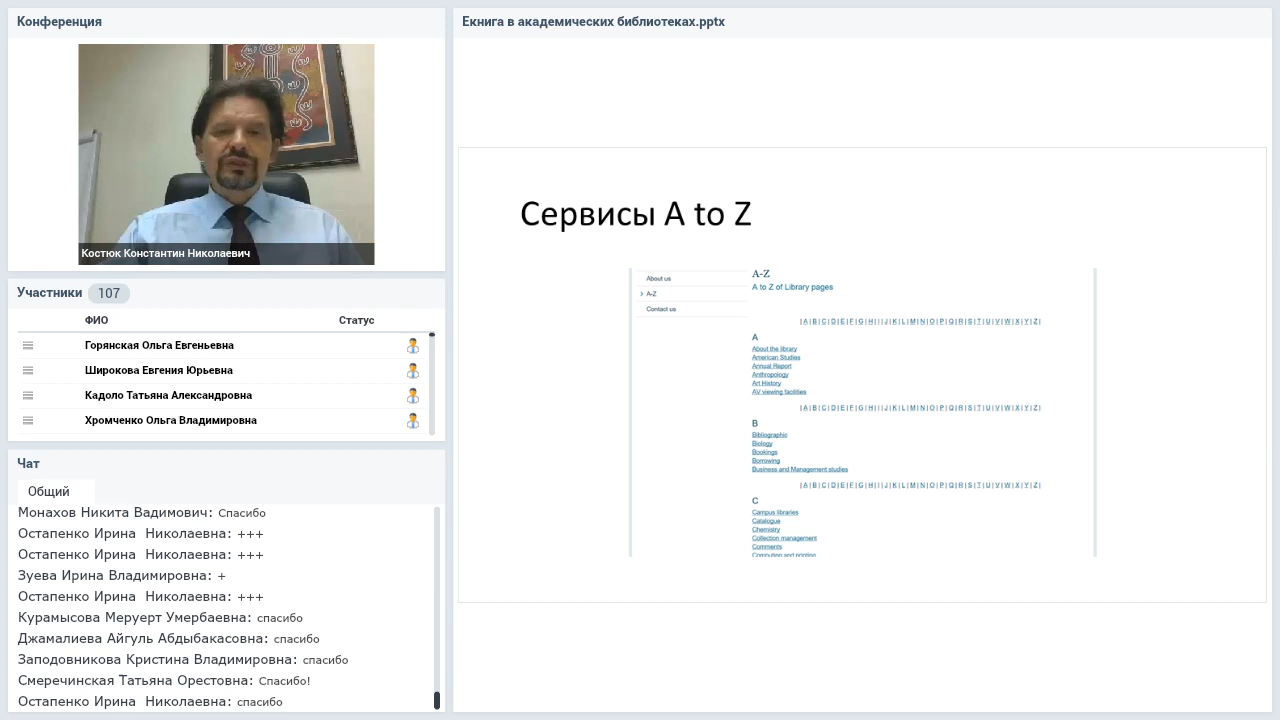 Конференция
Костюк Константин Николаевич
Участники 107
ФИО Статус
Горянская Ольга Евгеньевна
Широкова Евгения Юрьевна
Кадоло Татьяна Александровна
Хромченко Ольга Владимировна
Чат
Общий
Монахов Никита Вадимович: Спасибо
Остапенко Ирина Николаевна: +++
Остапенко Ирина Николаевна: +++
Зуева Ирина Владимировна: +
Остапенко Ирина Николаевна: +++
Курамысова Меруерт Умербаевна: спасибо
Джамалиева Айгуль Абдыбакасовна: спасибо
Заподовникова Кристина Владимировна: спасибо
Смеречинская Татьяна Орестовна: Спасибо!
Остапенко Ирина Николаевна: спасибо
Екнига в академических библиотеках.pptx
Сервисы A to Z
About us
A-Z
Contact us
A-Z
A to Z of Library pages
| A | B | C | D | E | F | G | H | I | J | K | L | M | N | O | P | Q | R | S | T | U | V | W | X | Y | Z |
A
About the library
American Studies
Annual Report
Anthropology
Art History
AV viewing facilities
| A | B | C | D | E | F | G | H | I | J | K | L | M | N | O | P | Q | R | S | T | U | V | W | X | Y | Z |
B
Bibliographic
Biology
Bookings
Borrowing
Business and Management studies
| A | B | C | D | E | F | G | H | I | J | K | L | M | N | O | P | Q | R | S | T | U | V | W | X | Y | Z |
C
Campus libraries
Catalogue
Chemistry
Collection management
Comments
Computing and printing